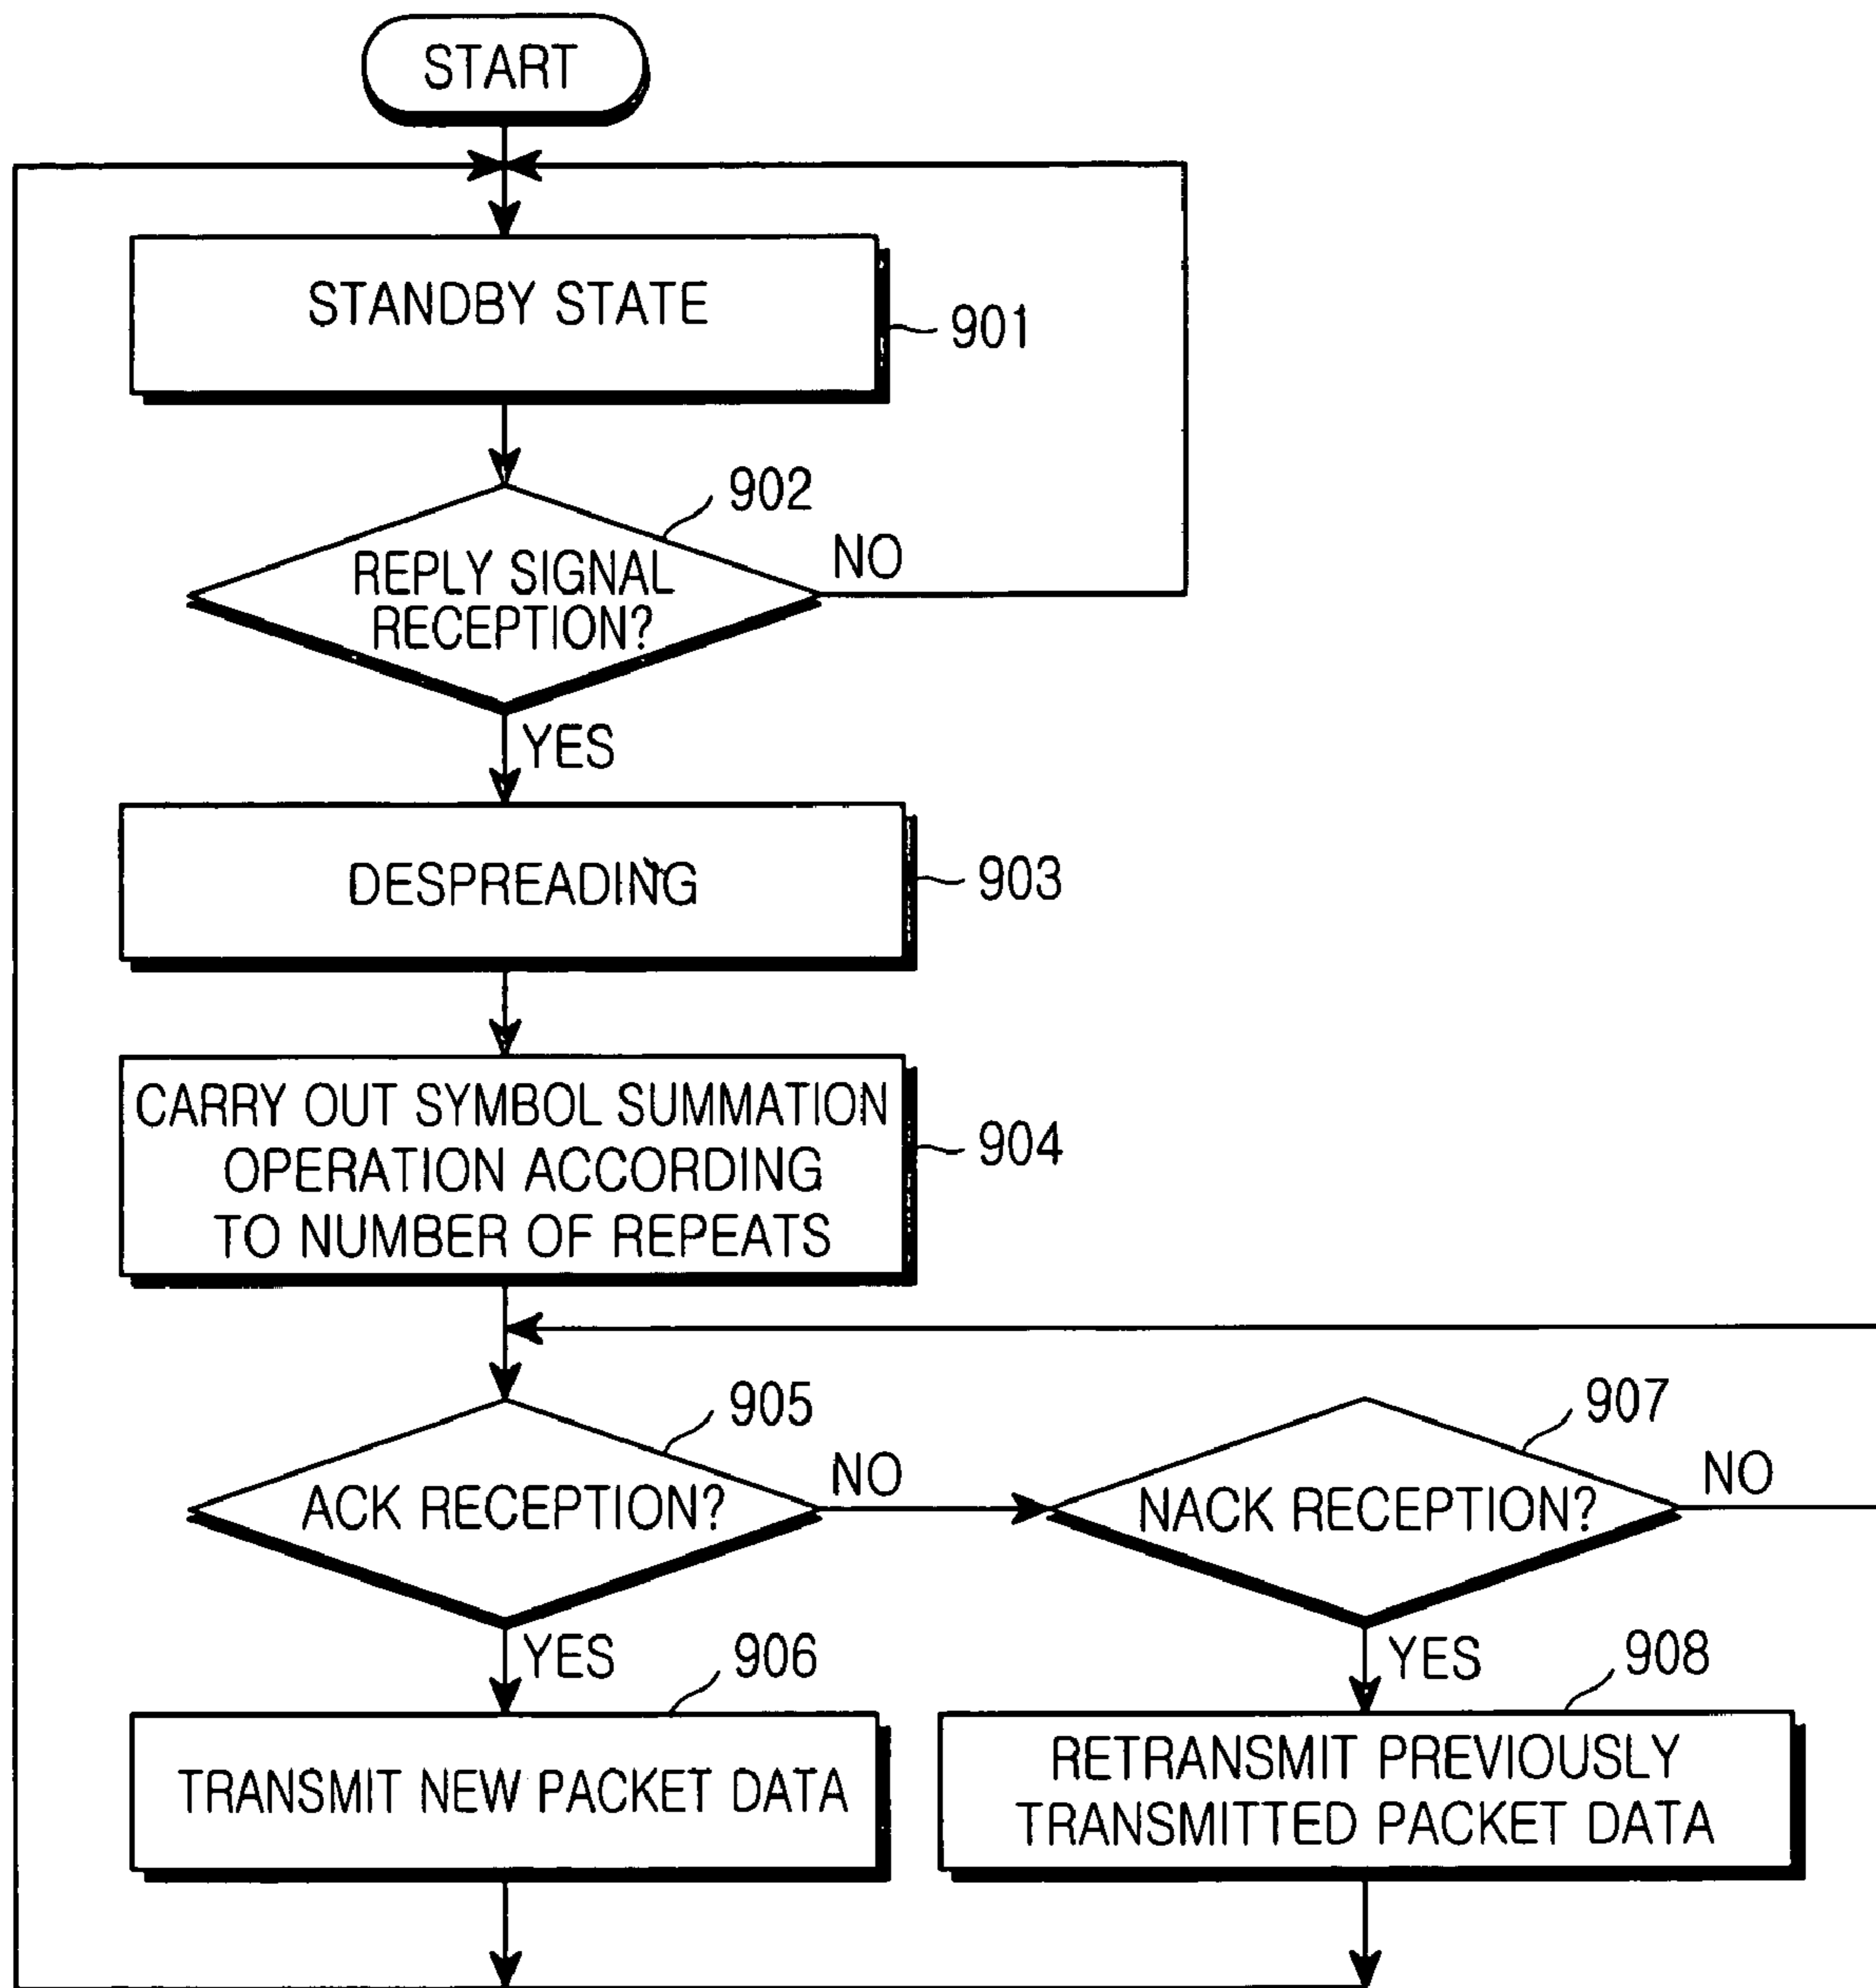 START
STANDBY STATE
901
902
REPLY SIGNAL
RECEPTION?
NO
YES
DESPREADING
903
CARRY OUT SYMBOL SUMMATION
OPERATION ACCORDING
TO NUMBER OF REPEATS
904
905
ACK RECEPTION?
NO
907
NACK RECEPTION?
NO
YES
906
YES
908
TRANSMIT NEW PACKET DATA
RETRANSMIT PREVIOUSLY
TRANSMITTED PACKET DATA